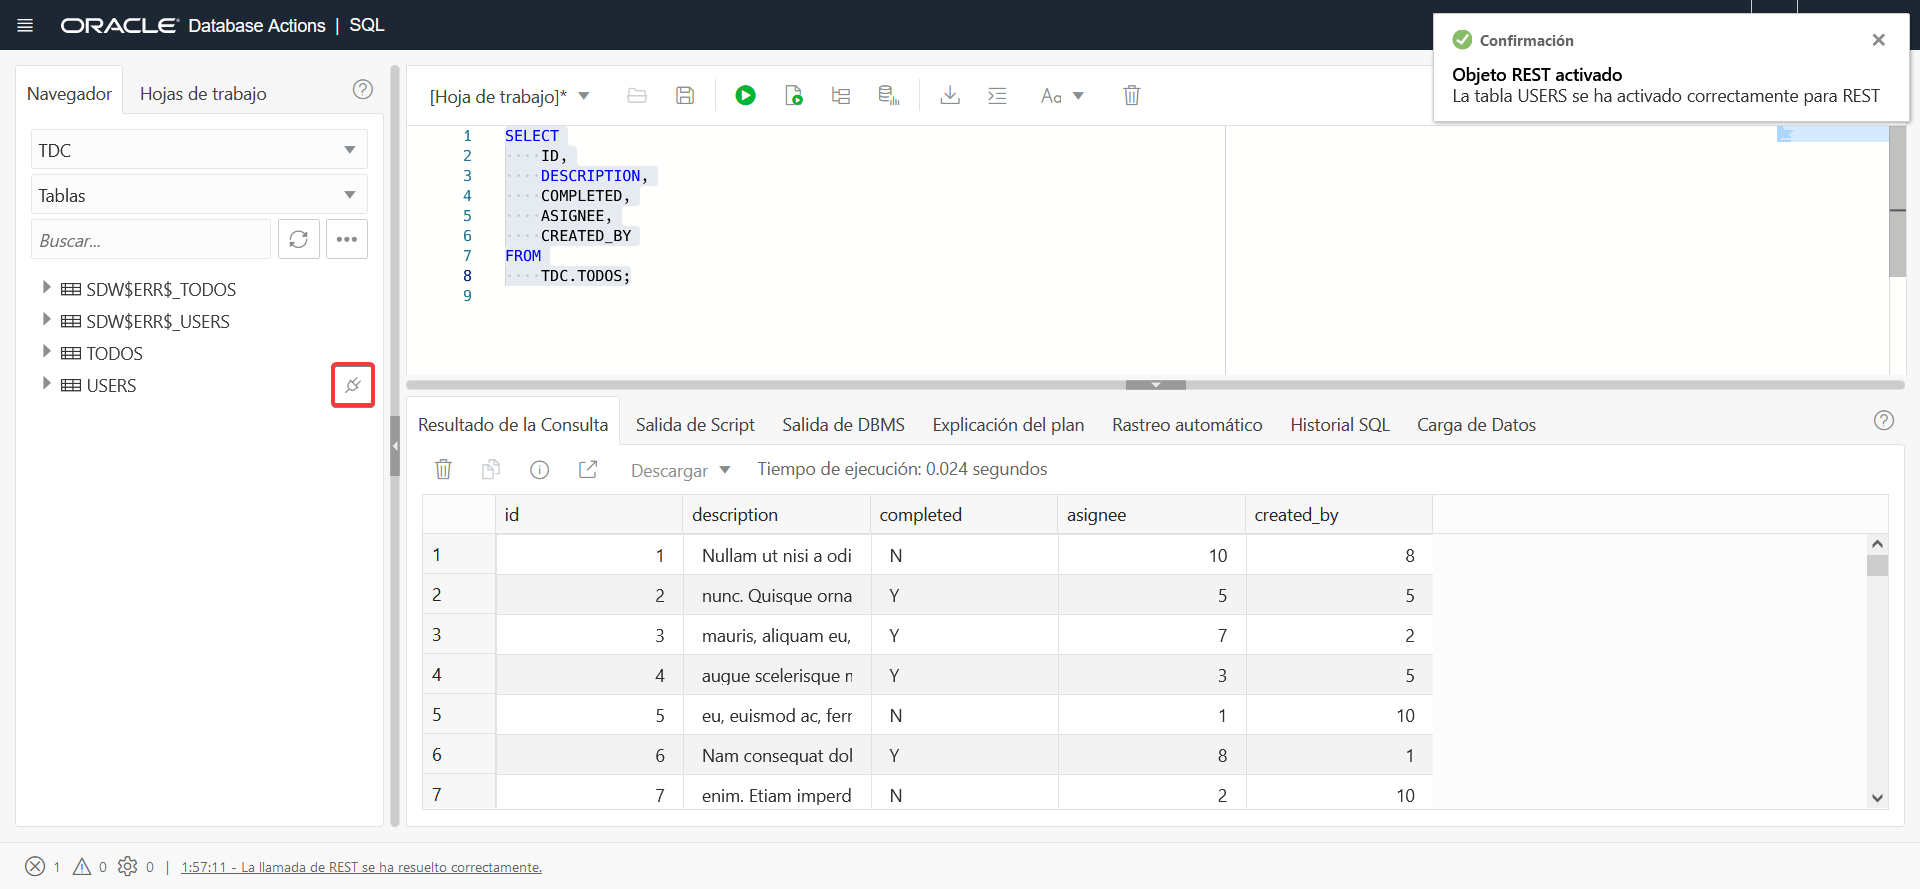 ORACLE Database Actions | SQL
Confirmación
Objeto REST activado
La tabla USERS se ha activado correctamente para REST
Navegador
Hojas de trabajo
TDC
Tablas
Buscar...
SDW$ERR$_TODOS
SDW$ERR$_USERS
TODOS
USERS
[Hoja de trabajo]*
Aa
1 SELECT
2 ID,
3 DESCRIPTION,
4 COMPLETED,
5 ASIGNEE,
6 CREATED_BY
7 FROM
8 TDC.TODOS;
9
Resultado de la Consulta Salida de Script Salida de DBMS Explicación del plan Rastreo automático Historial SQL Carga de Datos
Descargar Tiempo de ejecución: 0.024 segundos
id description completed asignee created_by
1 1 Nullam ut nisi a odi N 10 8
2 2 nunc. Quisque orna Y 5 5
3 3 mauris, aliquam eu, Y 7 2
4 4 augue scelerisque n Y 3 5
5 5 eu, euismod ac, ferr N 1 10
6 6 Nam consequat dol Y 8 1
7 7 enim. Etiam imperd N 2 10
1 0 0 | 1:57:11 - La llamada de REST se ha resuelto correctamente.